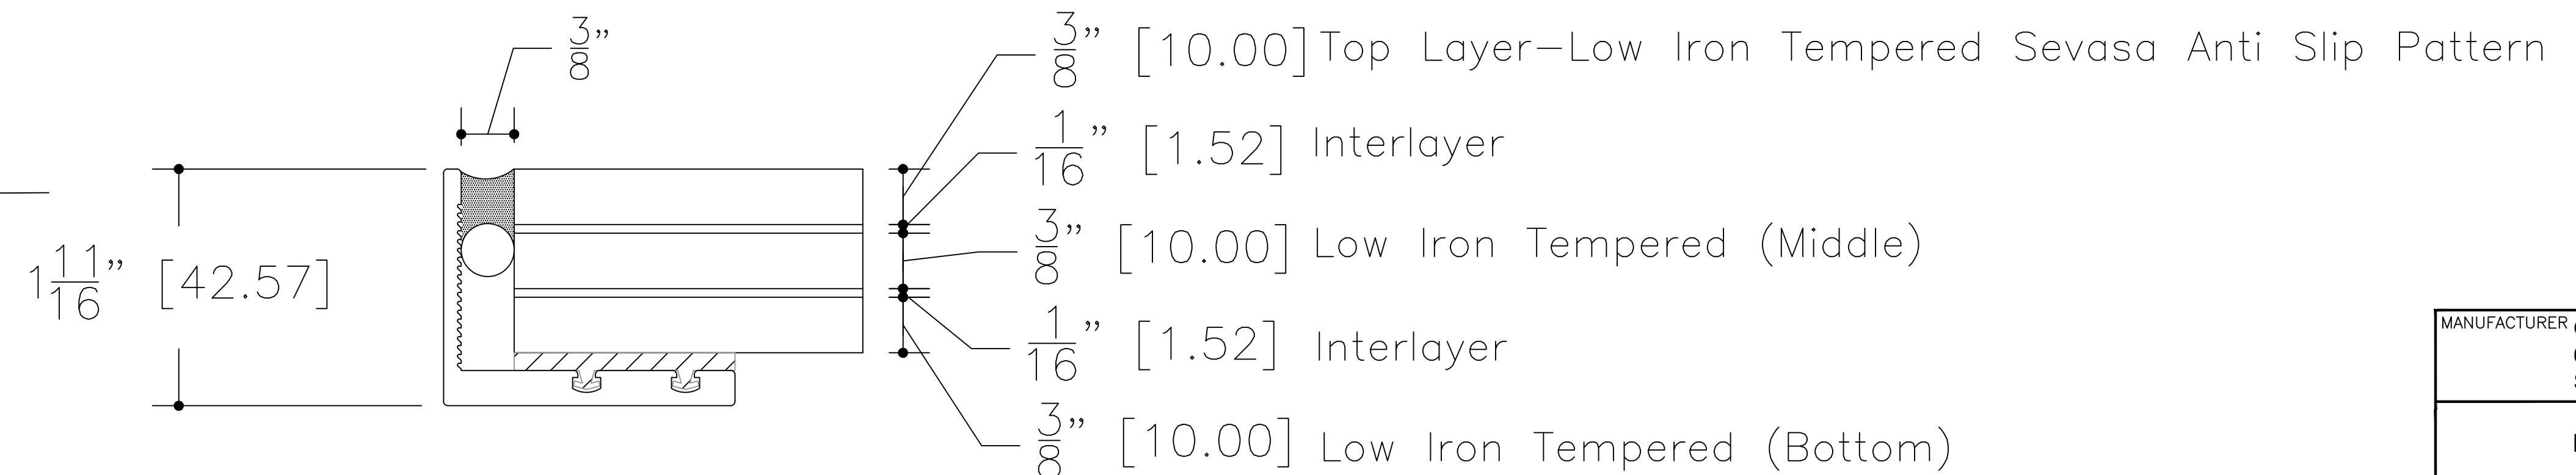 3/8"
3/8" [10.00] Top Layer-Low Iron Tempered Sevasa Anti Slip Pattern
1/16" [1.52] Interlayer
3/8" [10.00] Low Iron Tempered (Middle)
1 11/16" [42.57]
1/16" [1.52] Interlayer
3/8" [10.00] Low Iron Tempered (Bottom)
MANUFACTURER